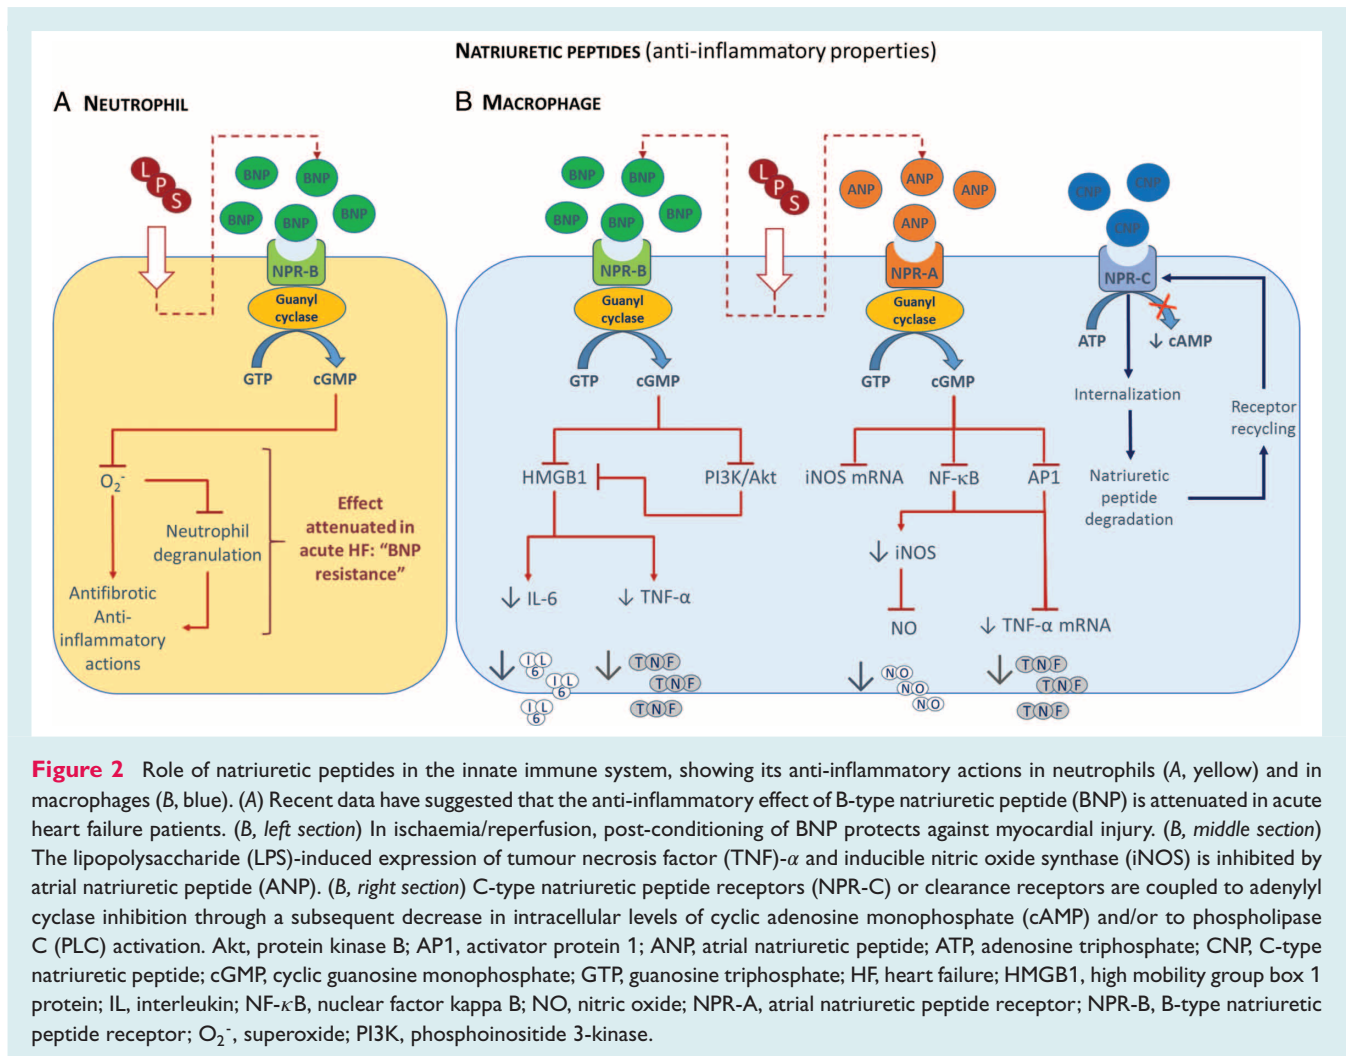 NATRIURETIC PEPTIDES (anti-inflammatory properties)
A NEUTROPHIL
L
P
S
BNP
BNP
BNP
BNP
BNP
NPR-B
Guanyl
cyclase
GTP
cGMP
O₂⁻
Neutrophil
degranulation
Antifibrotic
Anti-
inflammatory
actions
Effect
attenuated in
acute HF: “BNP
resistance”
B MACROPHAGE
BNP
BNP
BNP
BNP
BNP
NPR-B
Guanyl
cyclase
GTP
cGMP
HMGB1
PI3K/Akt
↓ IL-6
↓ TNF-α
↓
I L
6
I L
6
I L
6
↓
T N F
T N F
T N F
L
P
S
ANP
ANP
ANP
ANP
NPR-A
Guanyl
cyclase
GTP
cGMP
iNOS mRNA
NF-κB
AP1
↓ iNOS
NO
↓ TNF-α mRNA
↓
N O
N O
N O
↓
T N F
T N F
T N F
CNP
CNP
CNP
NPR-C
ATP
↓ cAMP
Internalization
Natriuretic
peptide
degradation
Receptor
recycling
Figure 2 Role of natriuretic peptides in the innate immune system, showing its anti-inflammatory actions in neutrophils (A, yellow) and in
macrophages (B, blue). (A) Recent data have suggested that the anti-inflammatory effect of B-type natriuretic peptide (BNP) is attenuated in acute
heart failure patients. (B, left section) In ischaemia/reperfusion, post-conditioning of BNP protects against myocardial injury. (B, middle section)
The lipopolysaccharide (LPS)-induced expression of tumour necrosis factor (TNF)-α and inducible nitric oxide synthase (iNOS) is inhibited by
atrial natriuretic peptide (ANP). (B, right section) C-type natriuretic peptide receptors (NPR-C) or clearance receptors are coupled to adenylyl
cyclase inhibition through a subsequent decrease in intracellular levels of cyclic adenosine monophosphate (cAMP) and/or to phospholipase
C (PLC) activation. Akt, protein kinase B; AP1, activator protein 1; ANP, atrial natriuretic peptide; ATP, adenosine triphosphate; CNP, C-type
natriuretic peptide; cGMP, cyclic guanosine monophosphate; GTP, guanosine triphosphate; HF, heart failure; HMGB1, high mobility group box 1
protein; IL, interleukin; NF-κB, nuclear factor kappa B; NO, nitric oxide; NPR-A, atrial natriuretic peptide receptor; NPR-B, B-type natriuretic
peptide receptor; O₂⁻, superoxide; PI3K, phosphoinositide 3-kinase.